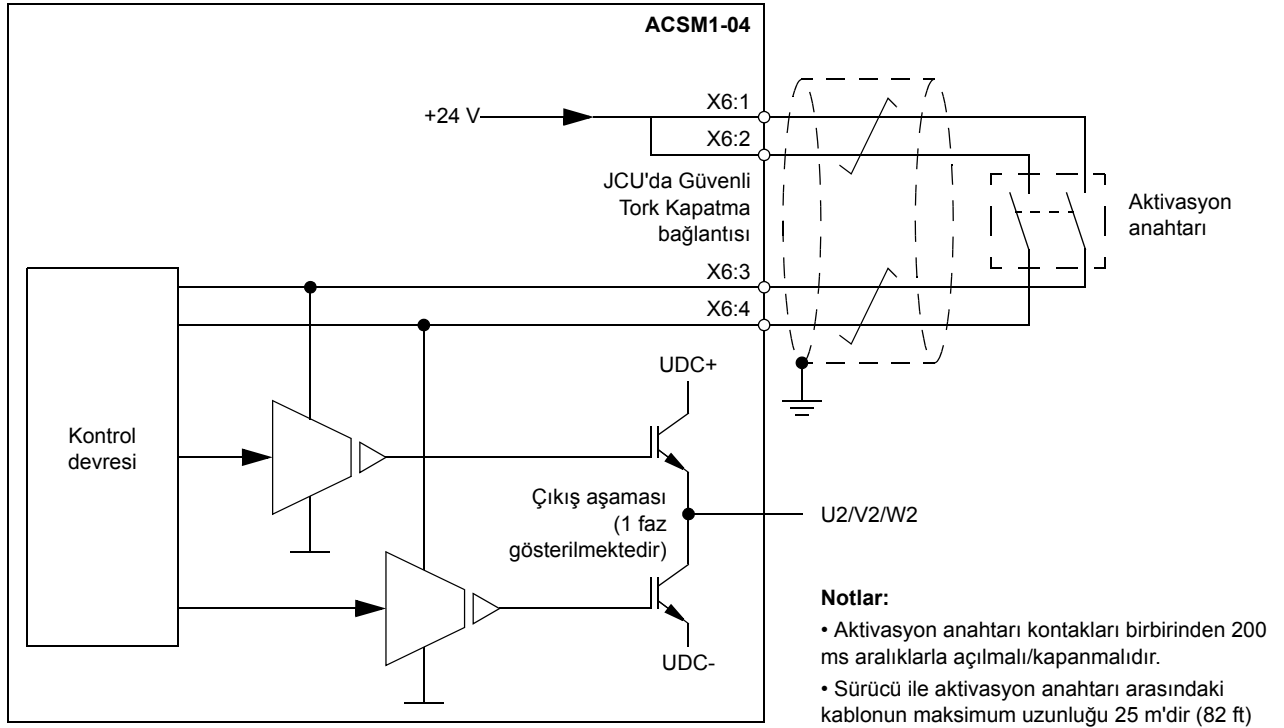 ACSM1-04
+24 V
X6:1
X6:2
JCU'da Güvenli
Tork Kapatma
bağlantısı
X6:3
X6:4
Aktivasyon
anahtarı
Kontrol
devresi
UDC+
Çıkış aşaması
(1 faz
gösterilmektedir)
U2/V2/W2
UDC-
Notlar:
• Aktivasyon anahtarı kontakları birbirinden 200
ms aralıklarla açılmalı/kapanmalıdır.
• Sürücü ile aktivasyon anahtarı arasındaki
kablonun maksimum uzunluğu 25 m'dir (82 ft)